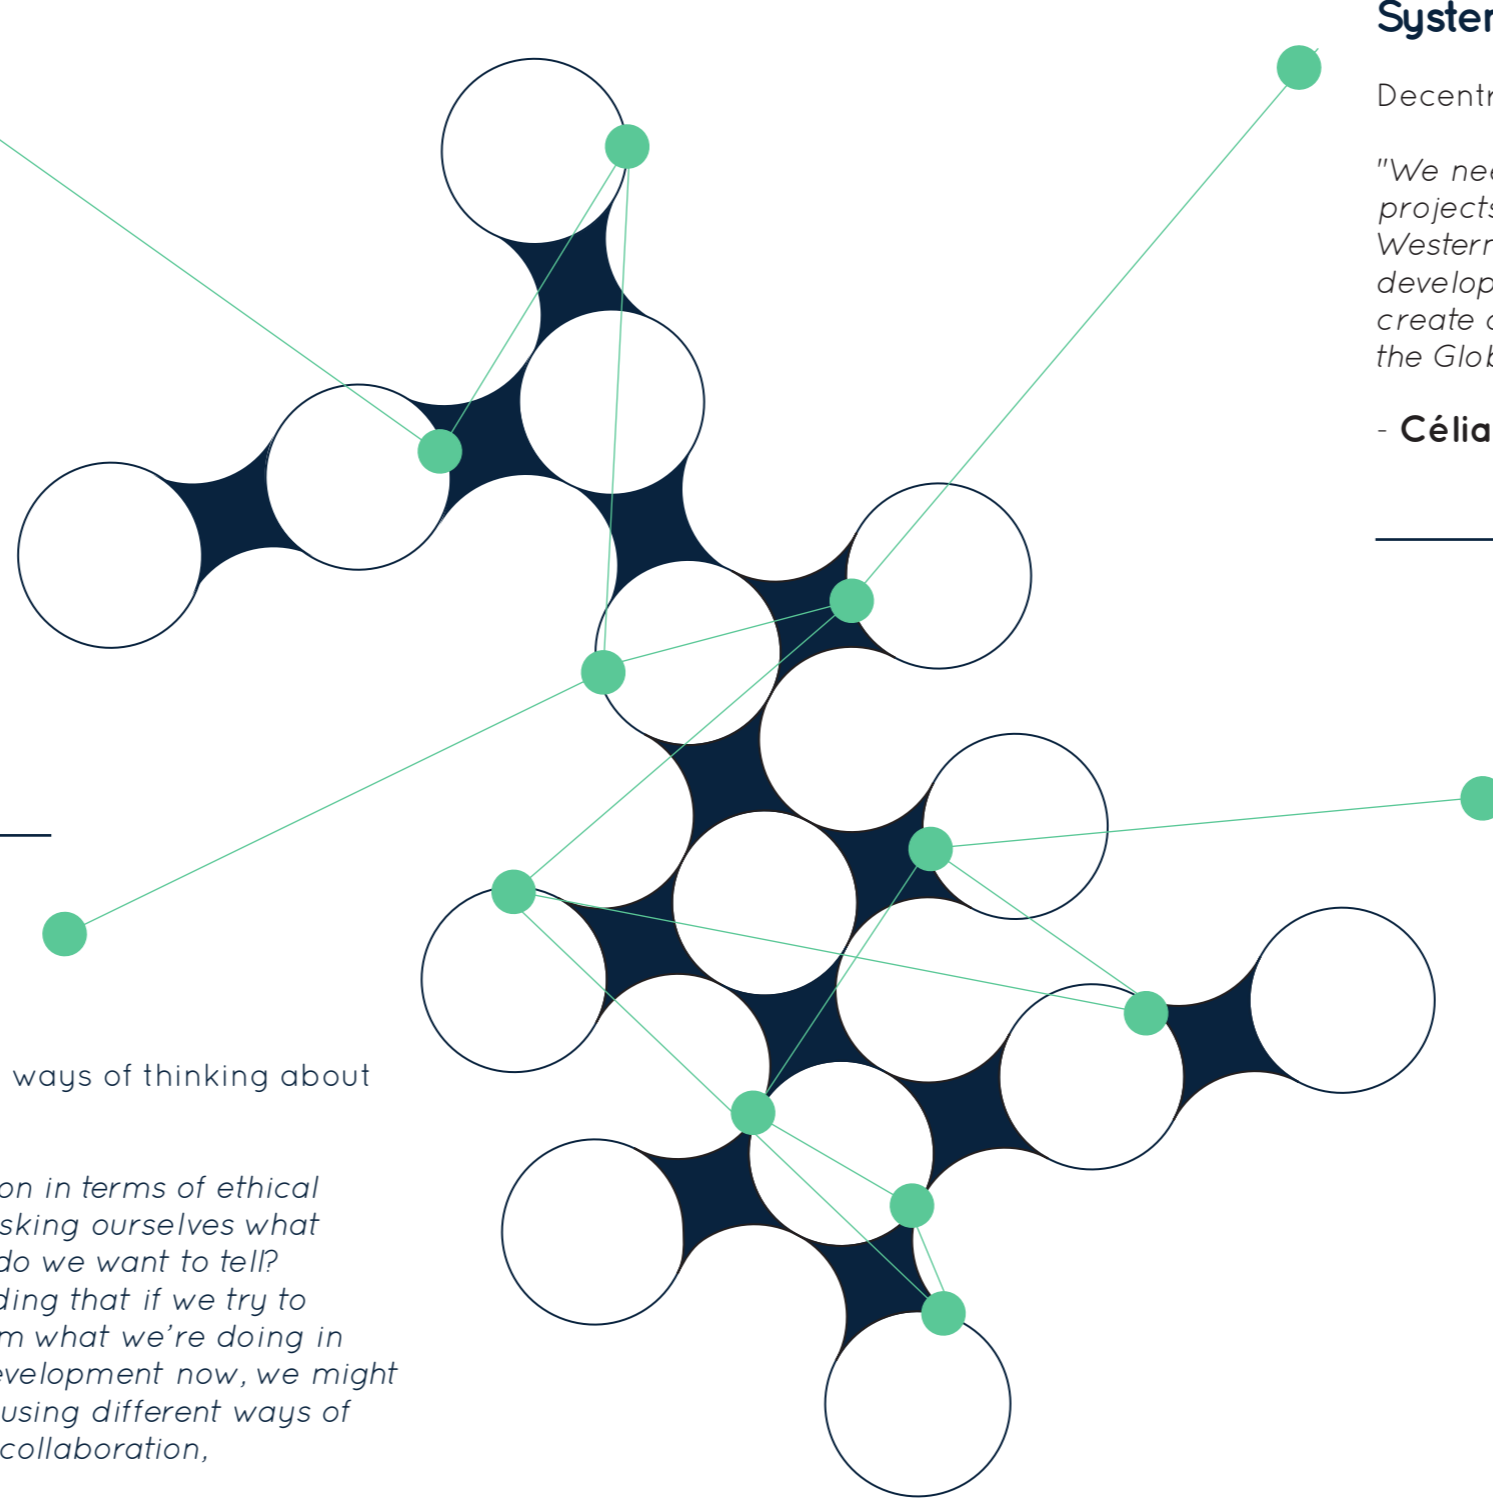 Decentr
"We nee
projects
Western
develop
create
the Glob
- Célia
ways of thinking about
on in terms of ethical
sking ourselves what
do we want to tell?
ding that if we try to
m what we're doing in
evelopment now, we might
using different ways of
collaboration,